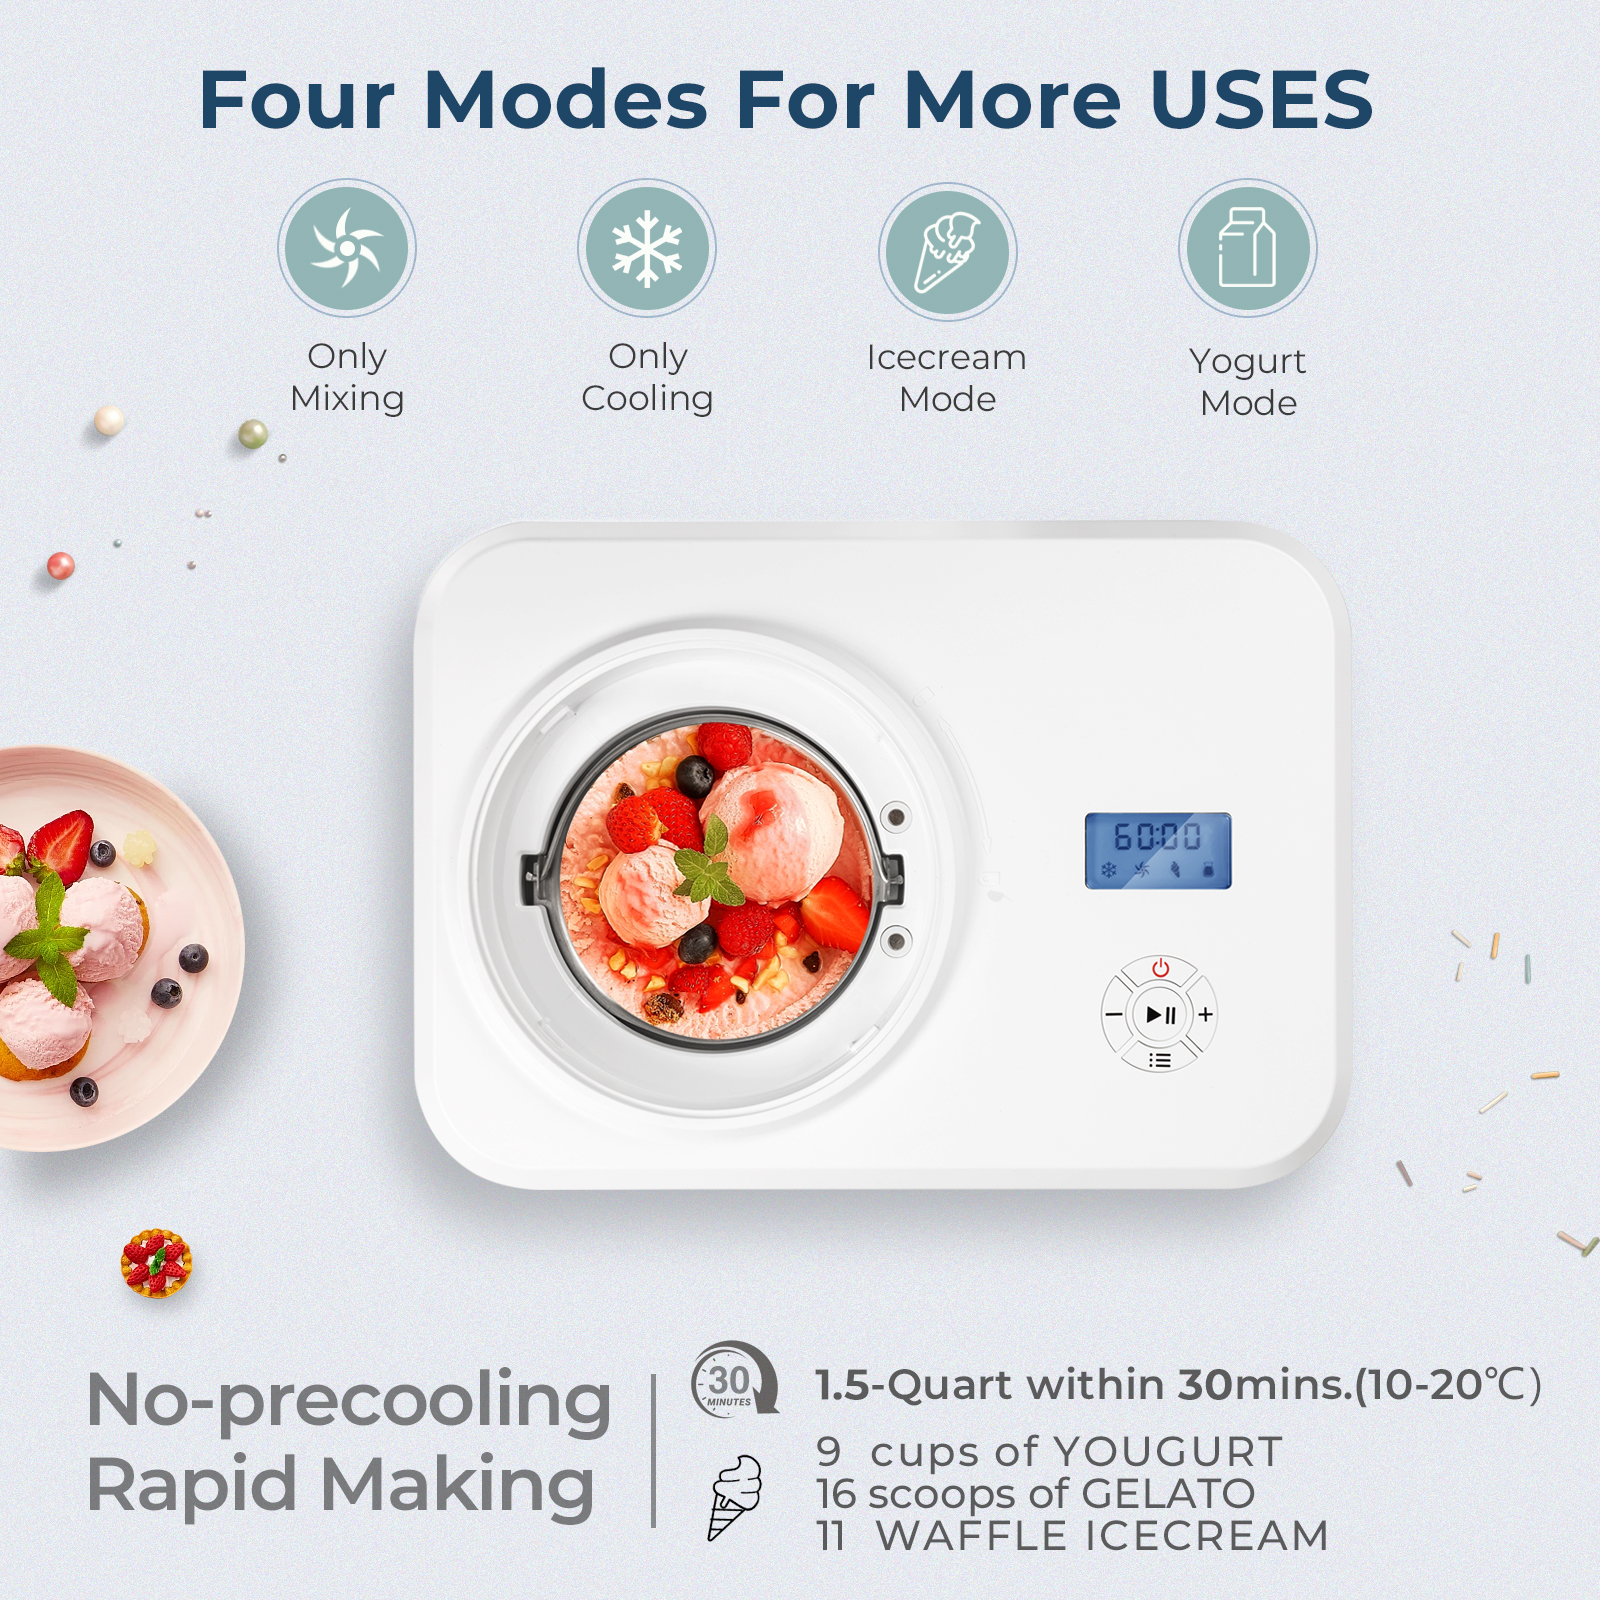 Four Modes For More USES
Only
Mixing
Only
Cooling
Icecream
Mode
Yogurt
Mode
60:00
No-precooling
Rapid Making
30
MINUTES
1.5-Quart within 30mins.(10-20℃)
9 cups of YOUGURT
16 scoops of GELATO
11 WAFFLE ICECREAM